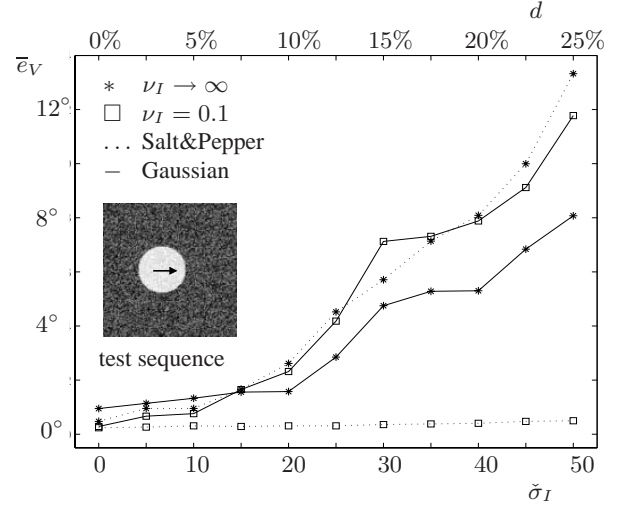 d
0% 5% 10% 15% 20% 25%
e̅_V
12°
8°
4°
0°
* ν_I → ∞
□ ν_I = 0.1
... Salt&Pepper
– Gaussian
test sequence
0 10 20 30 40 50
σ̌_I